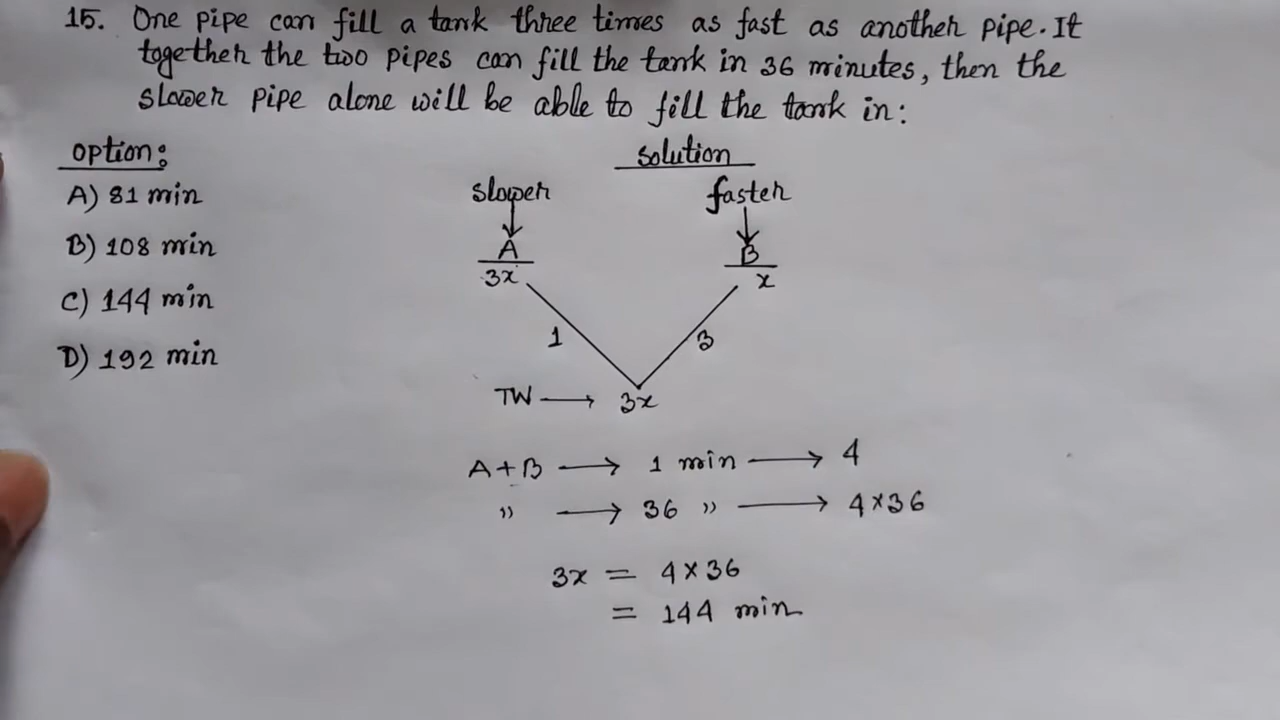 15. One pipe can fill a tank three times as fast as another pipe. It
together the two pipes can fill the tank in 36 minutes, then the
slower pipe alone will be able to fill the tank in:
option:
A) 81 min
B) 108 min
C) 144 min
D) 192 min
solution
slower faster
A B
3x x
1 3
TW → 3x
A+B → 1 min → 4
" → 36 " → 4×36
3x = 4×36
= 144 min